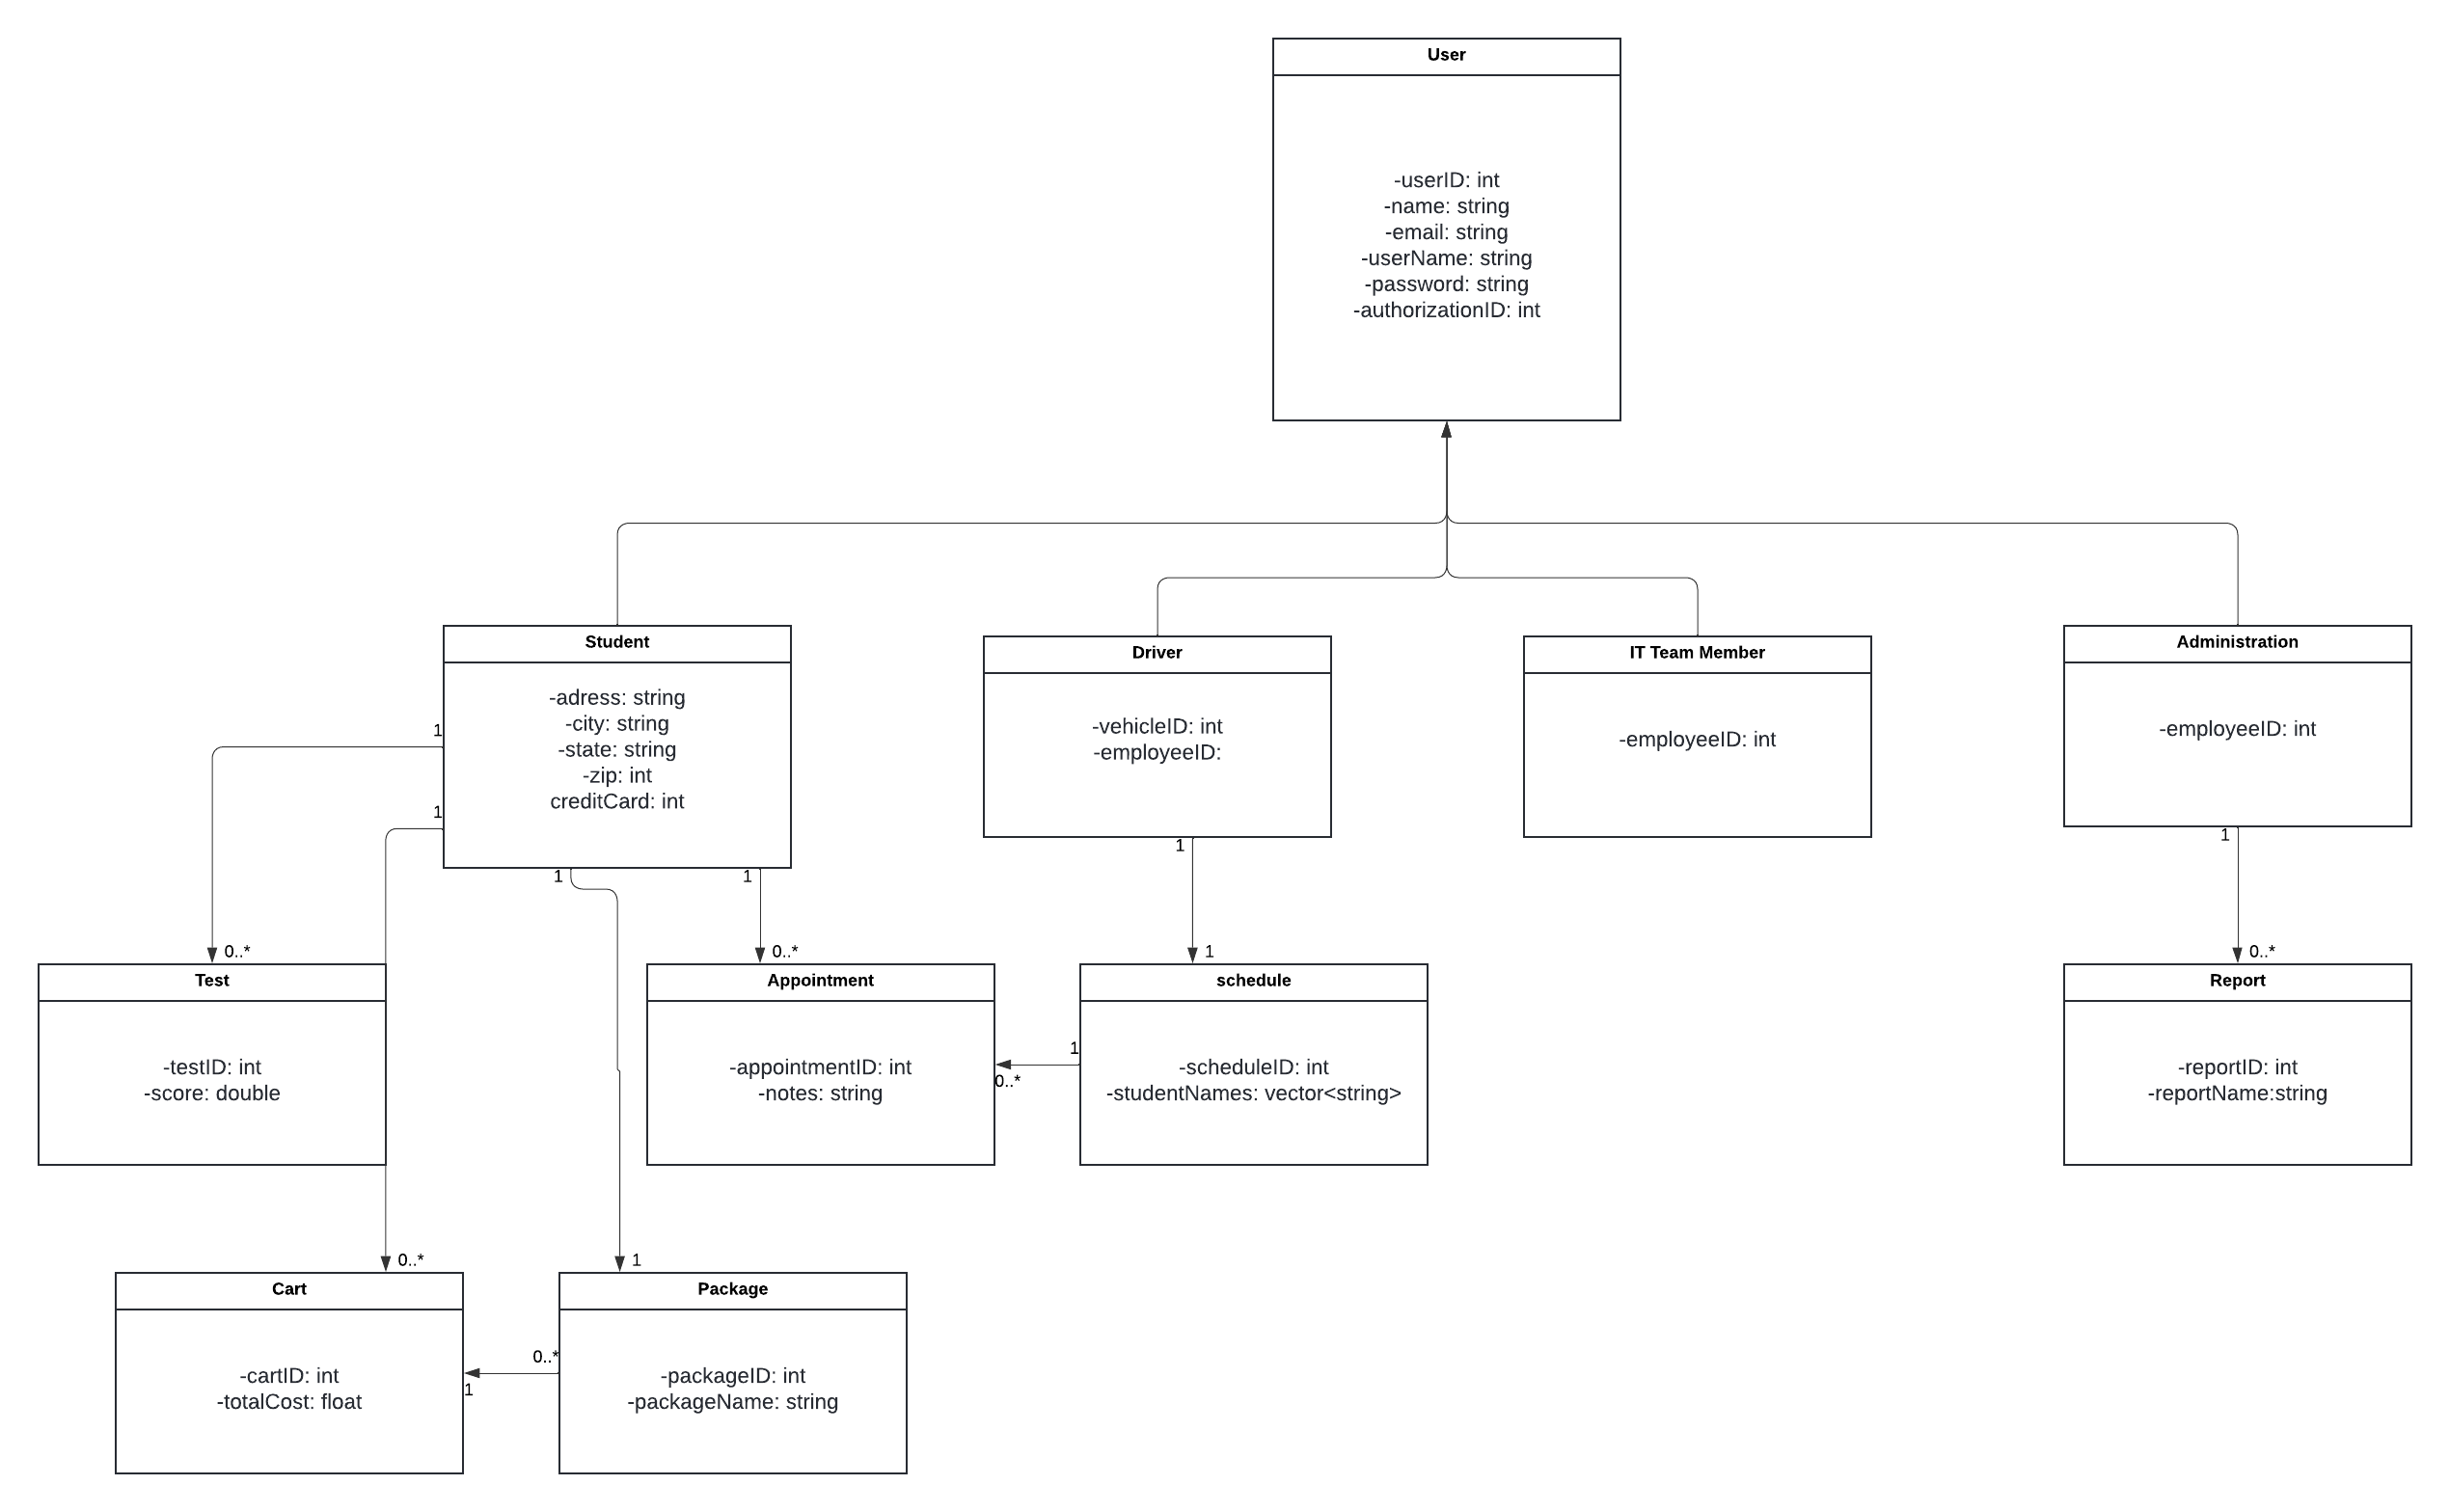 User
-userID: int
-name: string
-email: string
-userName: string
-password: string
-authorizationID: int
Student
-adress: string
-city: string
-state: string
-zip: int
creditCard: int
Driver
-vehicleID: int
-employeeID:
IT Team Member
-employeeID: int
Administration
-employeeID: int
1
1
1
1
1
1
0..*
0..*
1
0..*
Test
-testID: int
-score: double
Appointment
-appointmentID: int
-notes: string
1
0..*
schedule
-scheduleID: int
-studentNames: vector<string>
Report
-reportID: int
-reportName:string
0..*
1
Cart
-cartID: int
-totalCost: float
0..*
1
Package
-packageID: int
-packageName: string